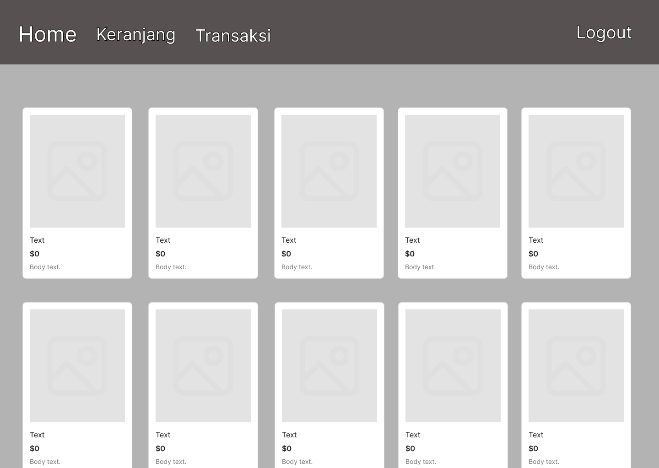 Home Keranjang Transaksi Logout
Text Text Text Text Text
$0 $0 $0 $0 $0
Body text. Body text. Body text. Body text Body text.
Text Text Text Text Text
$0 $0 $0 $0 $0
Body text. Body text. Body text. Body text. Body text.